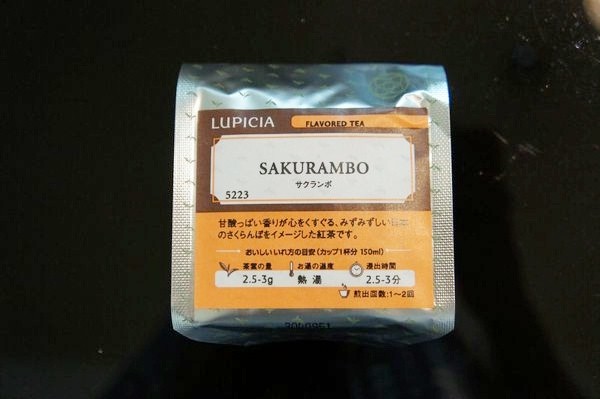 LUPICIA
FLAVORED TEA
SAKURAMBO
サクランボ
5223
甘酸っぱい香りが心をくすぐる、みずみずしい日本
のさくらんぼをイメージした紅茶です。
おいしいいれ方の目安(カップ1杯分 150ml)
茶葉の量 お湯の温度 浸出時間
2.5-3g 熱湯 2.5-3分
煎出回数:1～2回